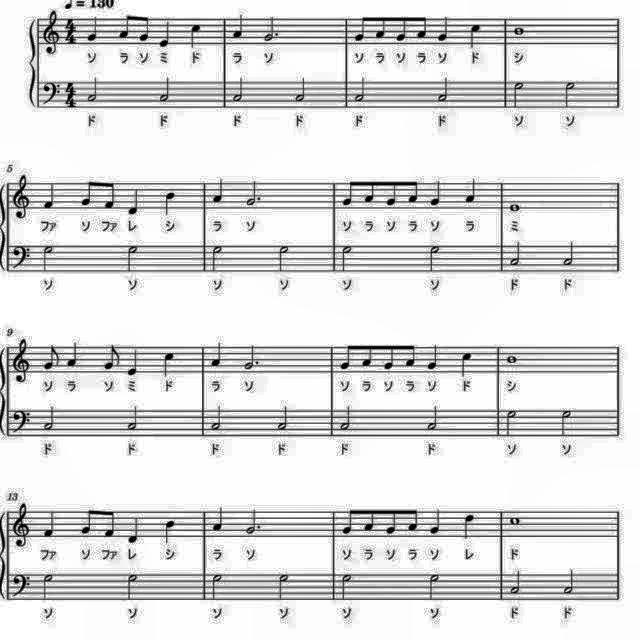 ♩= 130
ソ ラソミ ド ラ ソ ソラソラソ ド シ
ド ド ド ド ド ド ソ ソ
5
ファ ソファレ シ ラ ソ ソラソラソ ラ ミ
ソ ソ ソ ソ ソ ソ ド ド
9
ソ ラ ソミ ド ラ ソ ソラソラソ ド シ
ド ド ド ド ド ド ソ ソ
13
ファ ソファレ シ ラ ソ ソラソラソ レ ド
ソ ソ ソ ソ ソ ソ ド ド